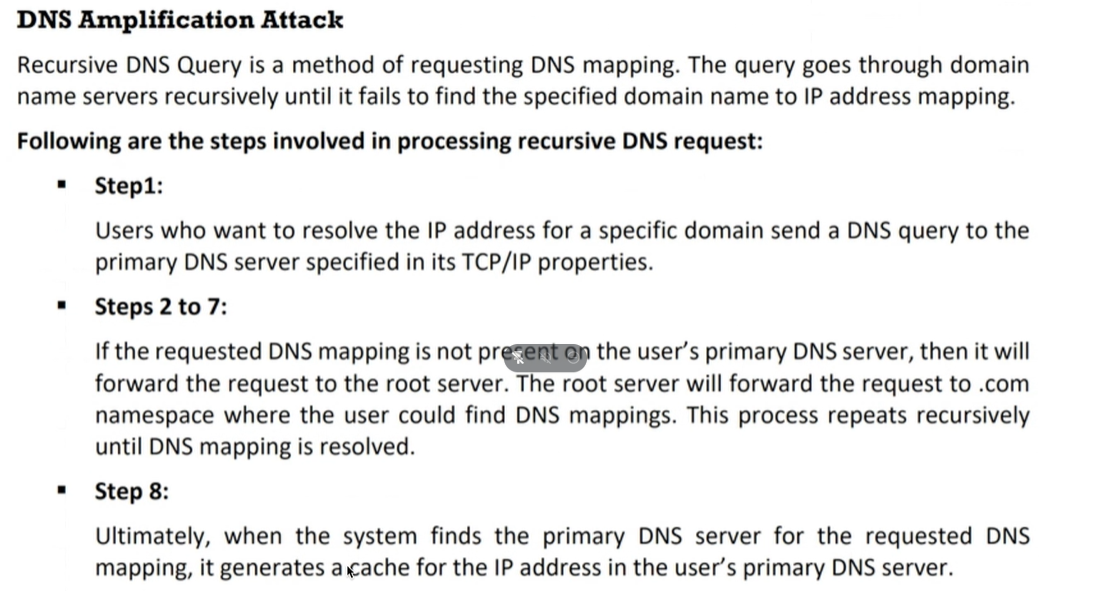 DNS Amplification Attack
Recursive DNS Query is a method of requesting DNS mapping. The query goes through domain
name servers recursively until it fails to find the specified domain name to IP address mapping.
Following are the steps involved in processing recursive DNS request:
▪ Step1:
Users who want to resolve the IP address for a specific domain send a DNS query to the
primary DNS server specified in its TCP/IP properties.
▪ Steps 2 to 7:
If the requested DNS mapping is not present on the user’s primary DNS server, then it will
forward the request to the root server. The root server will forward the request to .com
namespace where the user could find DNS mappings. This process repeats recursively
until DNS mapping is resolved.
▪ Step 8:
Ultimately, when the system finds the primary DNS server for the requested DNS
mapping, it generates a cache for the IP address in the user’s primary DNS server.